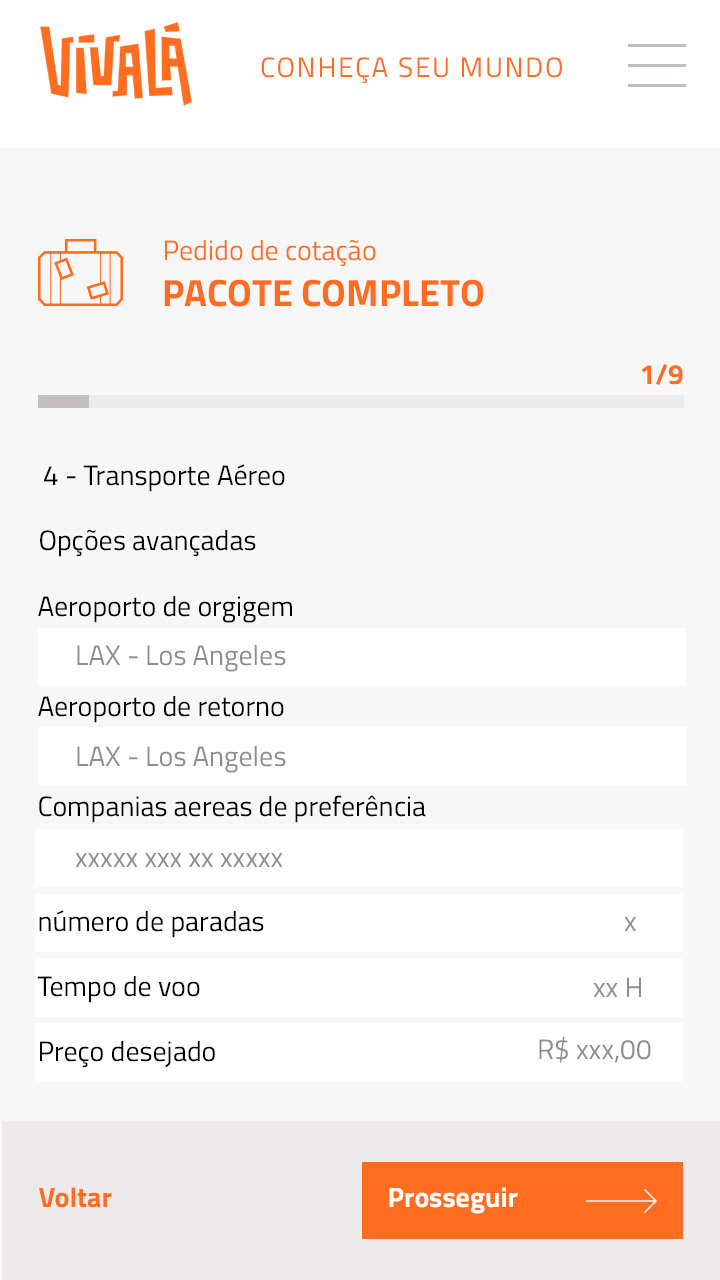 VIVALÁ
CONHEÇA SEU MUNDO
Pedido de cotação
PACOTE COMPLETO
1/9
4 - Transporte Aéreo
Opções avançadas
Aeroporto de orgigem
LAX - Los Angeles
Aeroporto de retorno
LAX - Los Angeles
Companias aereas de preferência
xxxxx xxx xx xxxxx
número de paradas x
Tempo de voo xx H
Preço desejado R$ xxx,00
Voltar Prosseguir